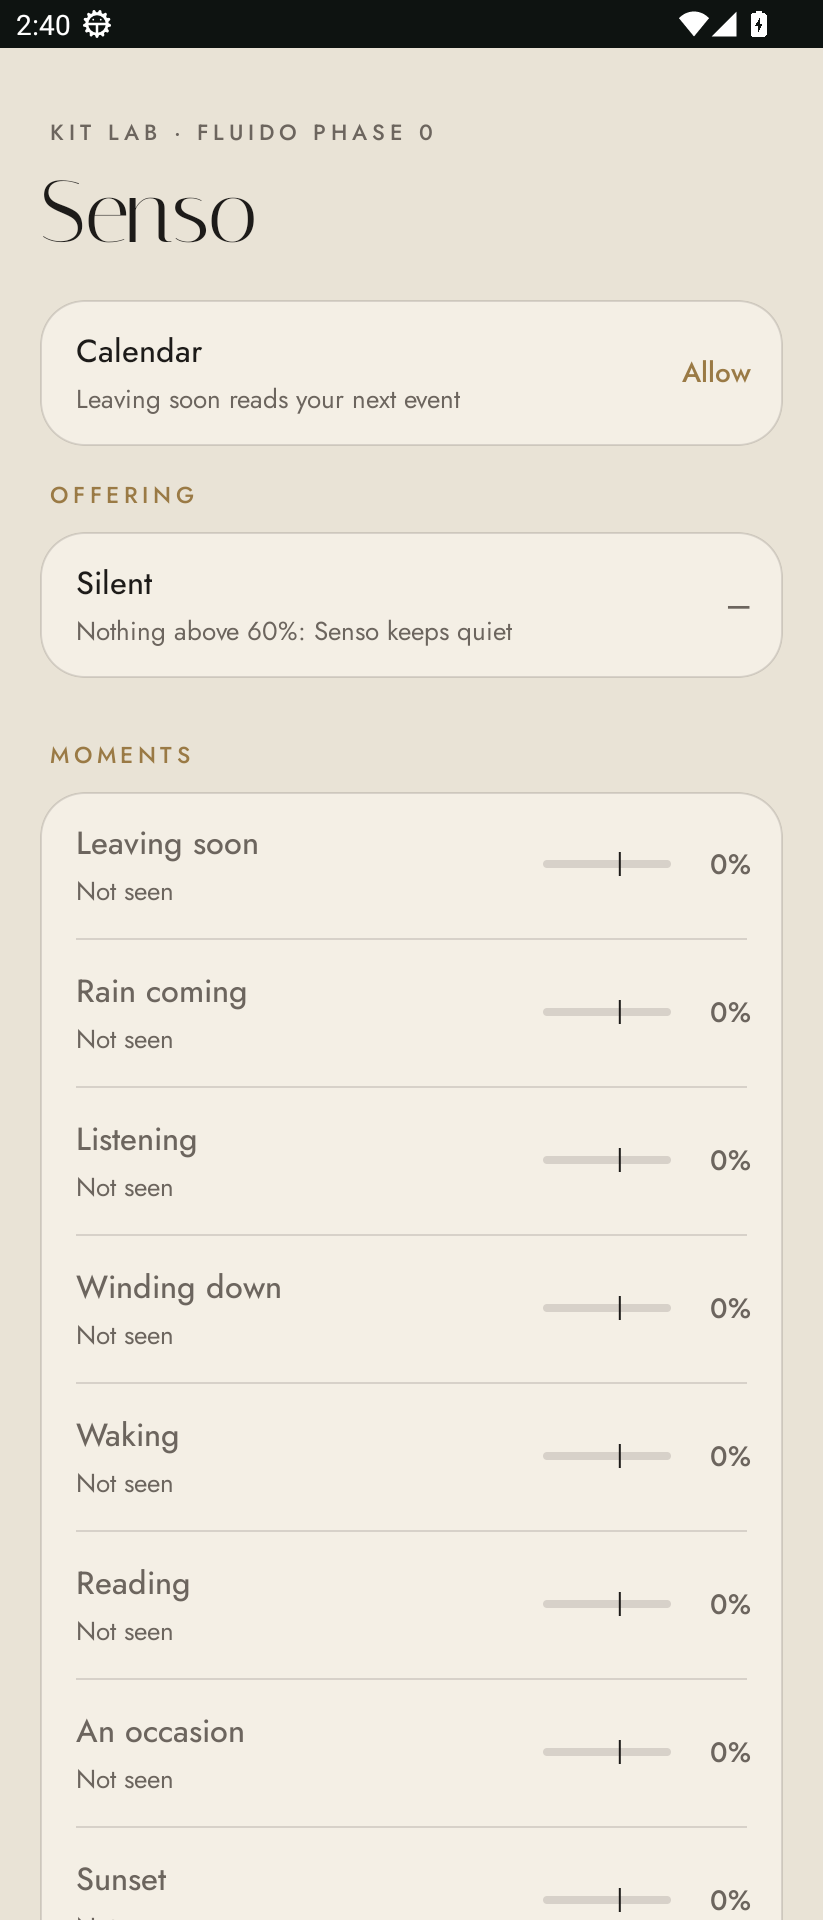 2:40
KIT LAB · FLUIDO PHASE 0
Senso
Calendar
Allow
Leaving soon reads your next event
OFFERING
Silent
—
Nothing above 60%: Senso keeps quiet
MOMENTS
Leaving soon
0%
Not seen
Rain coming
0%
Not seen
Listening
0%
Not seen
Winding down
0%
Not seen
Waking
0%
Not seen
Reading
0%
Not seen
An occasion
0%
Not seen
Sunset
0%